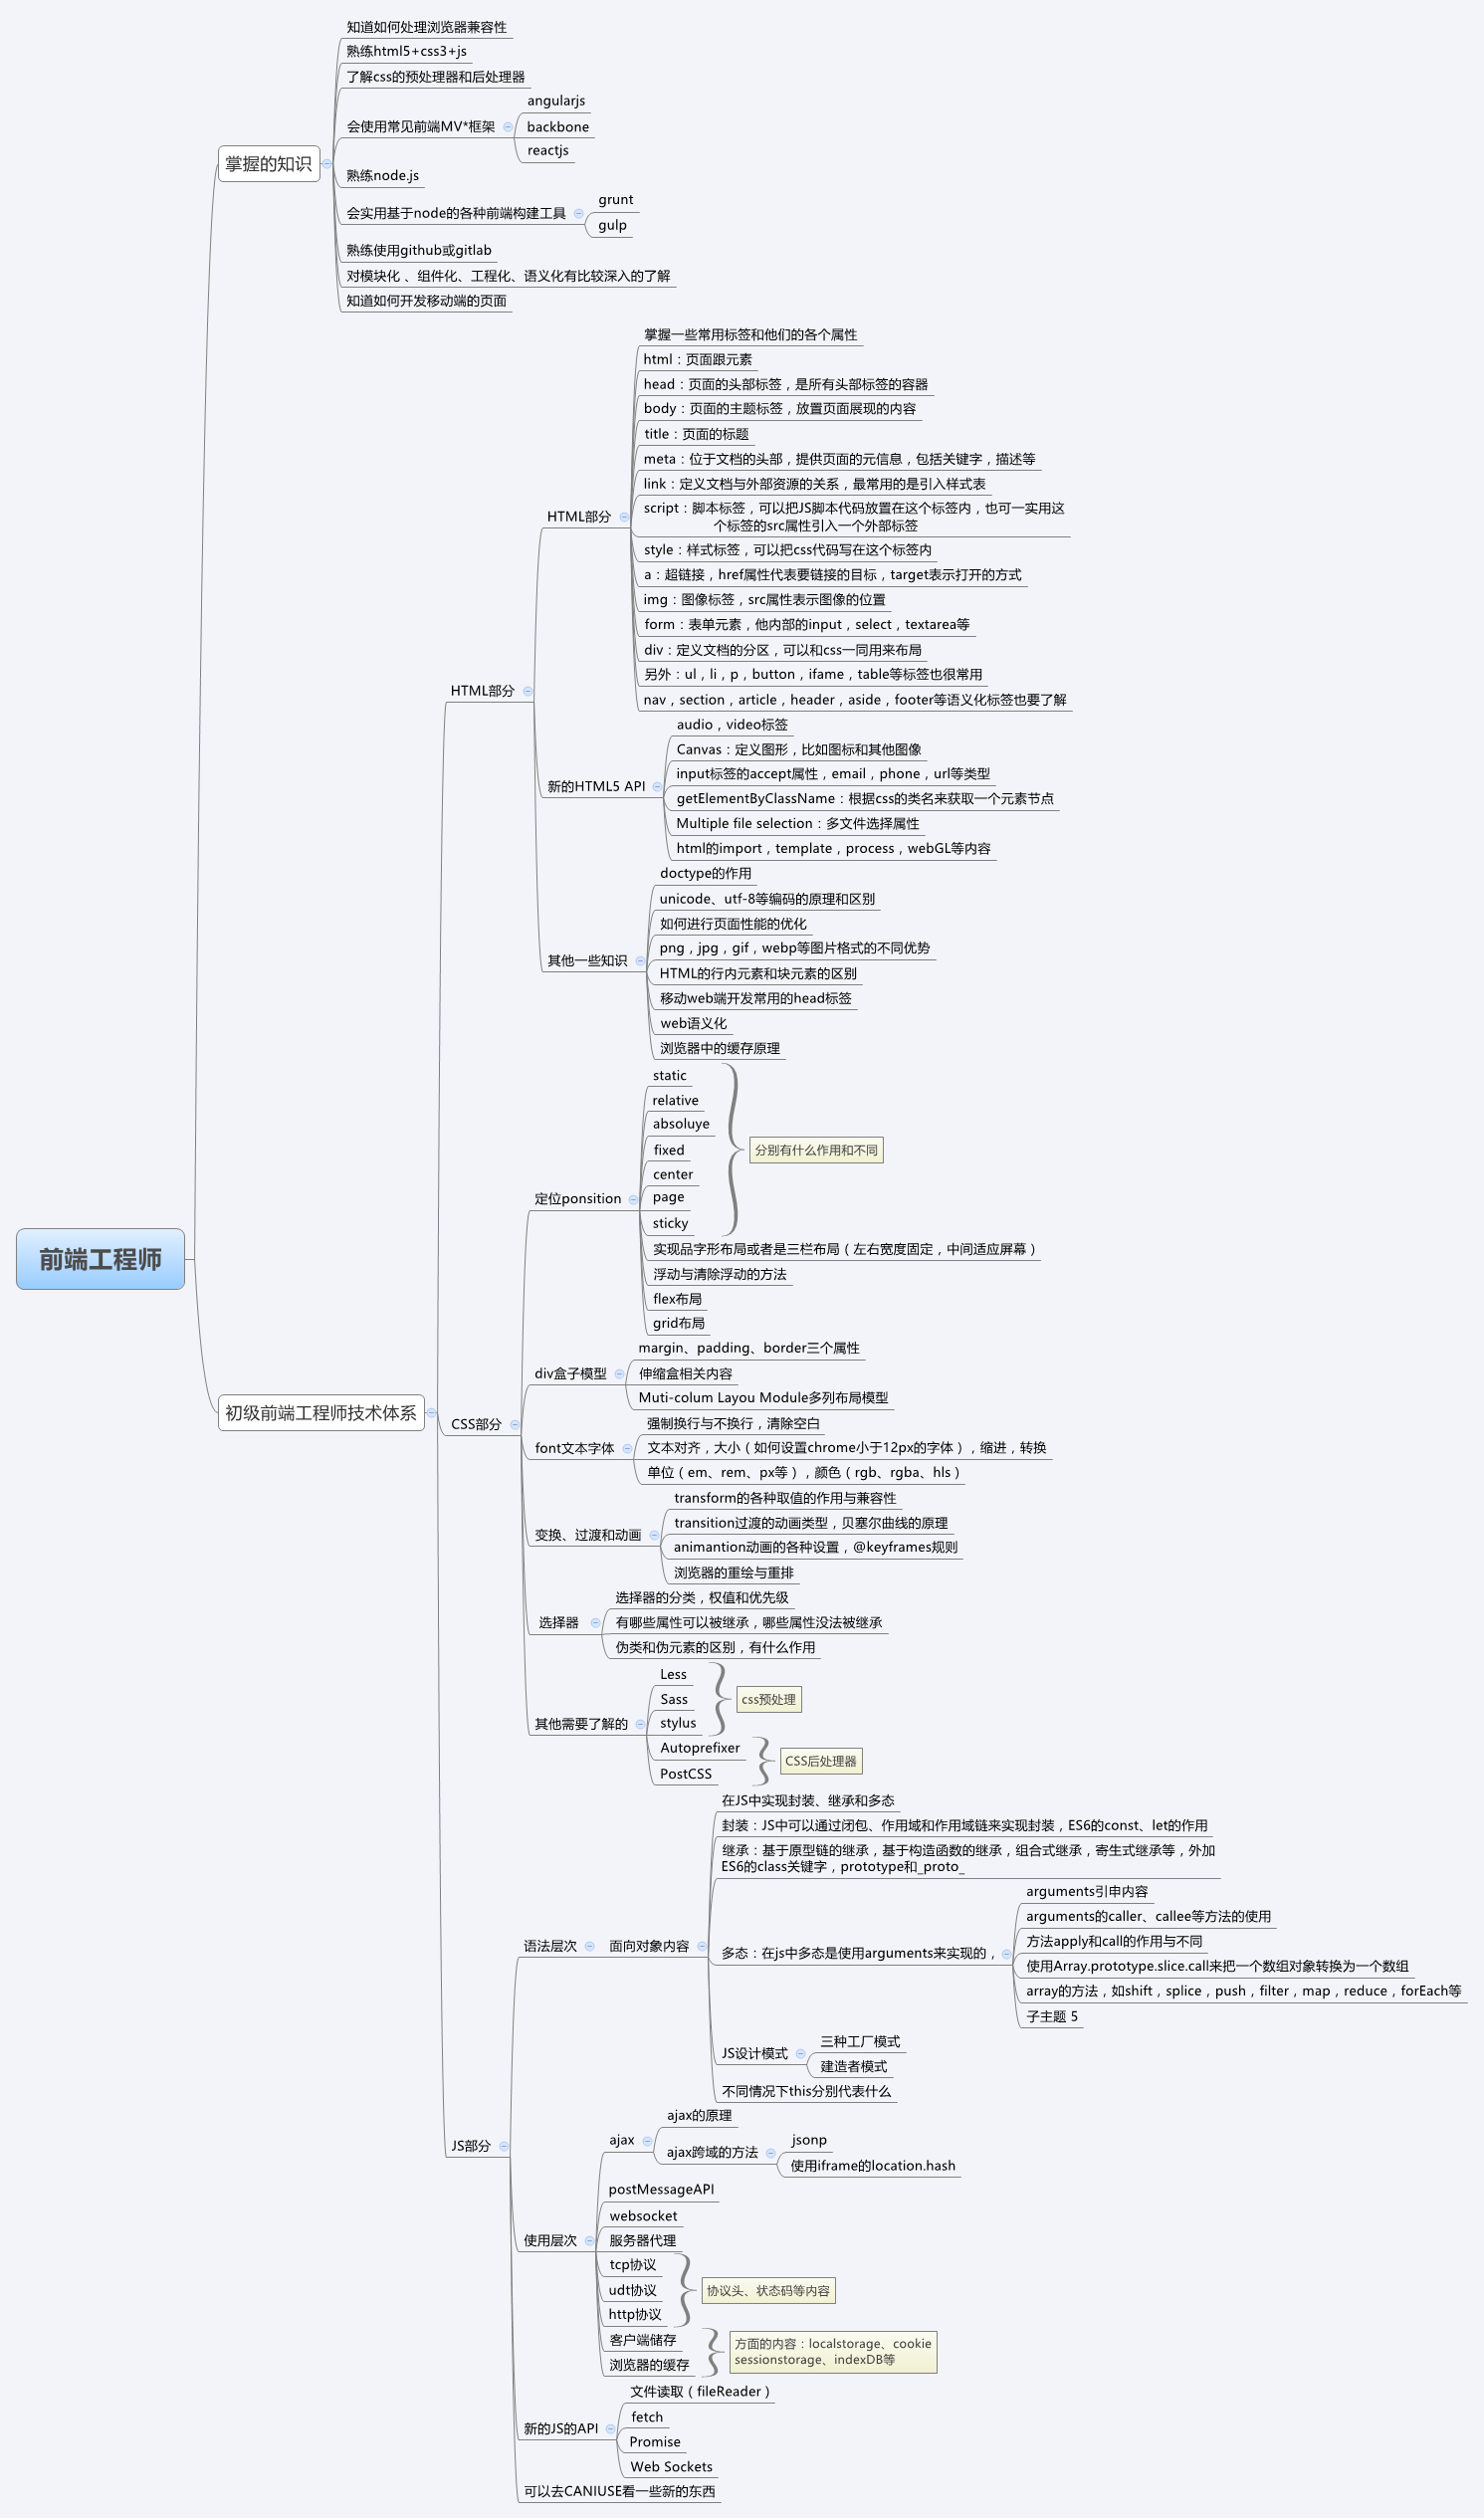 知道如何处理浏览器兼容性
熟练html5+css3+js
了解css的预处理器和后处理器
会使用常见前端MV*框架
angularjs
backbone
reactjs
掌握的知识
熟练node.js
会实用基于node的各种前端构建工具
grunt
gulp
熟练使用github或gitlab
对模块化 、组件化、工程化、语义化有比较深入的了解
知道如何开发移动端的页面
掌握一些常用标签和他们的各个属性
html：页面跟元素
head：页面的头部标签，是所有头部标签的容器
body：页面的主题标签，放置页面展现的内容
title：页面的标题
meta：位于文档的头部，提供页面的元信息，包括关键字，描述等
link：定义文档与外部资源的关系，最常用的是引入样式表
HTML部分
script：脚本标签，可以把JS脚本代码放置在这个标签内，也可一实用这
个标签的src属性引入一个外部标签
style：样式标签，可以把css代码写在这个标签内
a：超链接，href属性代表要链接的目标，target表示打开的方式
img：图像标签，src属性表示图像的位置
form：表单元素，他内部的input，select，textarea等
div：定义文档的分区，可以和css一同用来布局
另外：ul，li，p，button，ifame，table等标签也很常用
nav，section，article，header，aside，footer等语义化标签也要了解
HTML部分
新的HTML5 API
audio，video标签
Canvas：定义图形，比如图标和其他图像
input标签的accept属性，email，phone，url等类型
getElementByClassName：根据css的类名来获取一个元素节点
Multiple file selection：多文件选择属性
html的import，template，process，webGL等内容
其他一些知识
doctype的作用
unicode、utf-8等编码的原理和区别
如何进行页面性能的优化
png，jpg，gif，webp等图片格式的不同优势
HTML的行内元素和块元素的区别
移动web端开发常用的head标签
web语义化
浏览器中的缓存原理
定位ponsition
static
relative
absoluye
fixed
center
page
sticky
分别有什么作用和不同
实现品字形布局或者是三栏布局（左右宽度固定，中间适应屏幕）
浮动与清除浮动的方法
flex布局
grid布局
前端工程师
初级前端工程师技术体系
CSS部分
div盒子模型
margin、padding、border三个属性
伸缩盒相关内容
Muti-colum Layou Module多列布局模型
font文本字体
强制换行与不换行，清除空白
文本对齐，大小（如何设置chrome小于12px的字体），缩进，转换
单位（em、rem、px等），颜色（rgb、rgba、hls）
变换、过渡和动画
transform的各种取值的作用与兼容性
transition过渡的动画类型，贝塞尔曲线的原理
animantion动画的各种设置，@keyframes规则
浏览器的重绘与重排
选择器
选择器的分类，权值和优先级
有哪些属性可以被继承，哪些属性没法被继承
伪类和伪元素的区别，有什么作用
其他需要了解的
Less
Sass
stylus
css预处理
Autoprefixer
PostCSS
CSS后处理器
在JS中实现封装、继承和多态
封装：JS中可以通过闭包、作用域和作用域链来实现封装，ES6的const、let的作用
继承：基于原型链的继承，基于构造函数的继承，组合式继承，寄生式继承等，外加
ES6的class关键字，prototype和_proto_
语法层次
面向对象内容
多态：在js中多态是使用arguments来实现的，
arguments引申内容
arguments的caller、callee等方法的使用
方法apply和call的作用与不同
使用Array.prototype.slice.call来把一个数组对象转换为一个数组
array的方法，如shift，splice，push，filter，map，reduce，forEach等
子主题 5
JS设计模式
三种工厂模式
建造者模式
不同情况下this分别代表什么
JS部分
使用层次
ajax
ajax的原理
ajax跨域的方法
jsonp
使用iframe的location.hash
postMessageAPI
websocket
服务器代理
tcp协议
udt协议
http协议
协议头、状态码等内容
客户端储存
浏览器的缓存
方面的内容：localstorage、cookie
sessionstorage、indexDB等
新的JS的API
文件读取（fileReader）
fetch
Promise
Web Sockets
可以去CANIUSE看一些新的东西